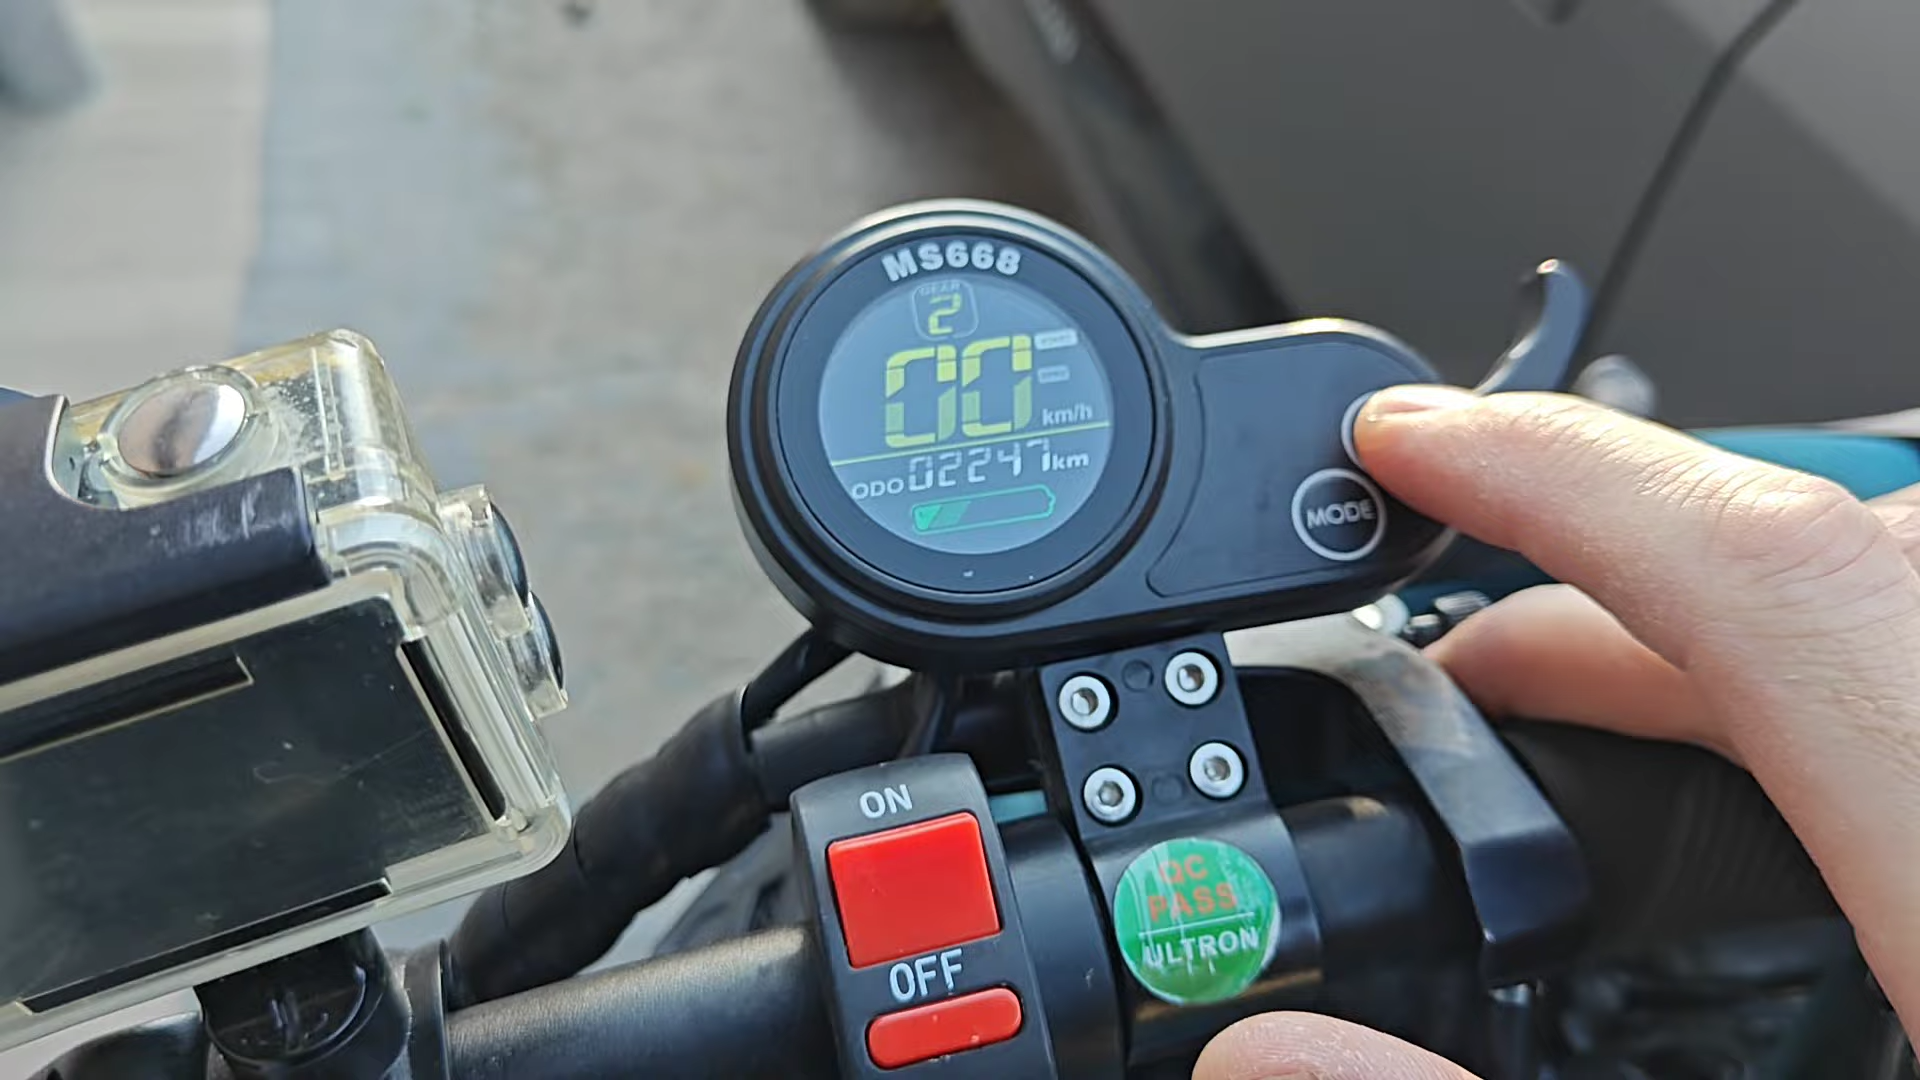 MS668
GEAR
2
00
km/h
ODO 02247 km
MODE
ON
OFF
QC
PASS
ULTRON